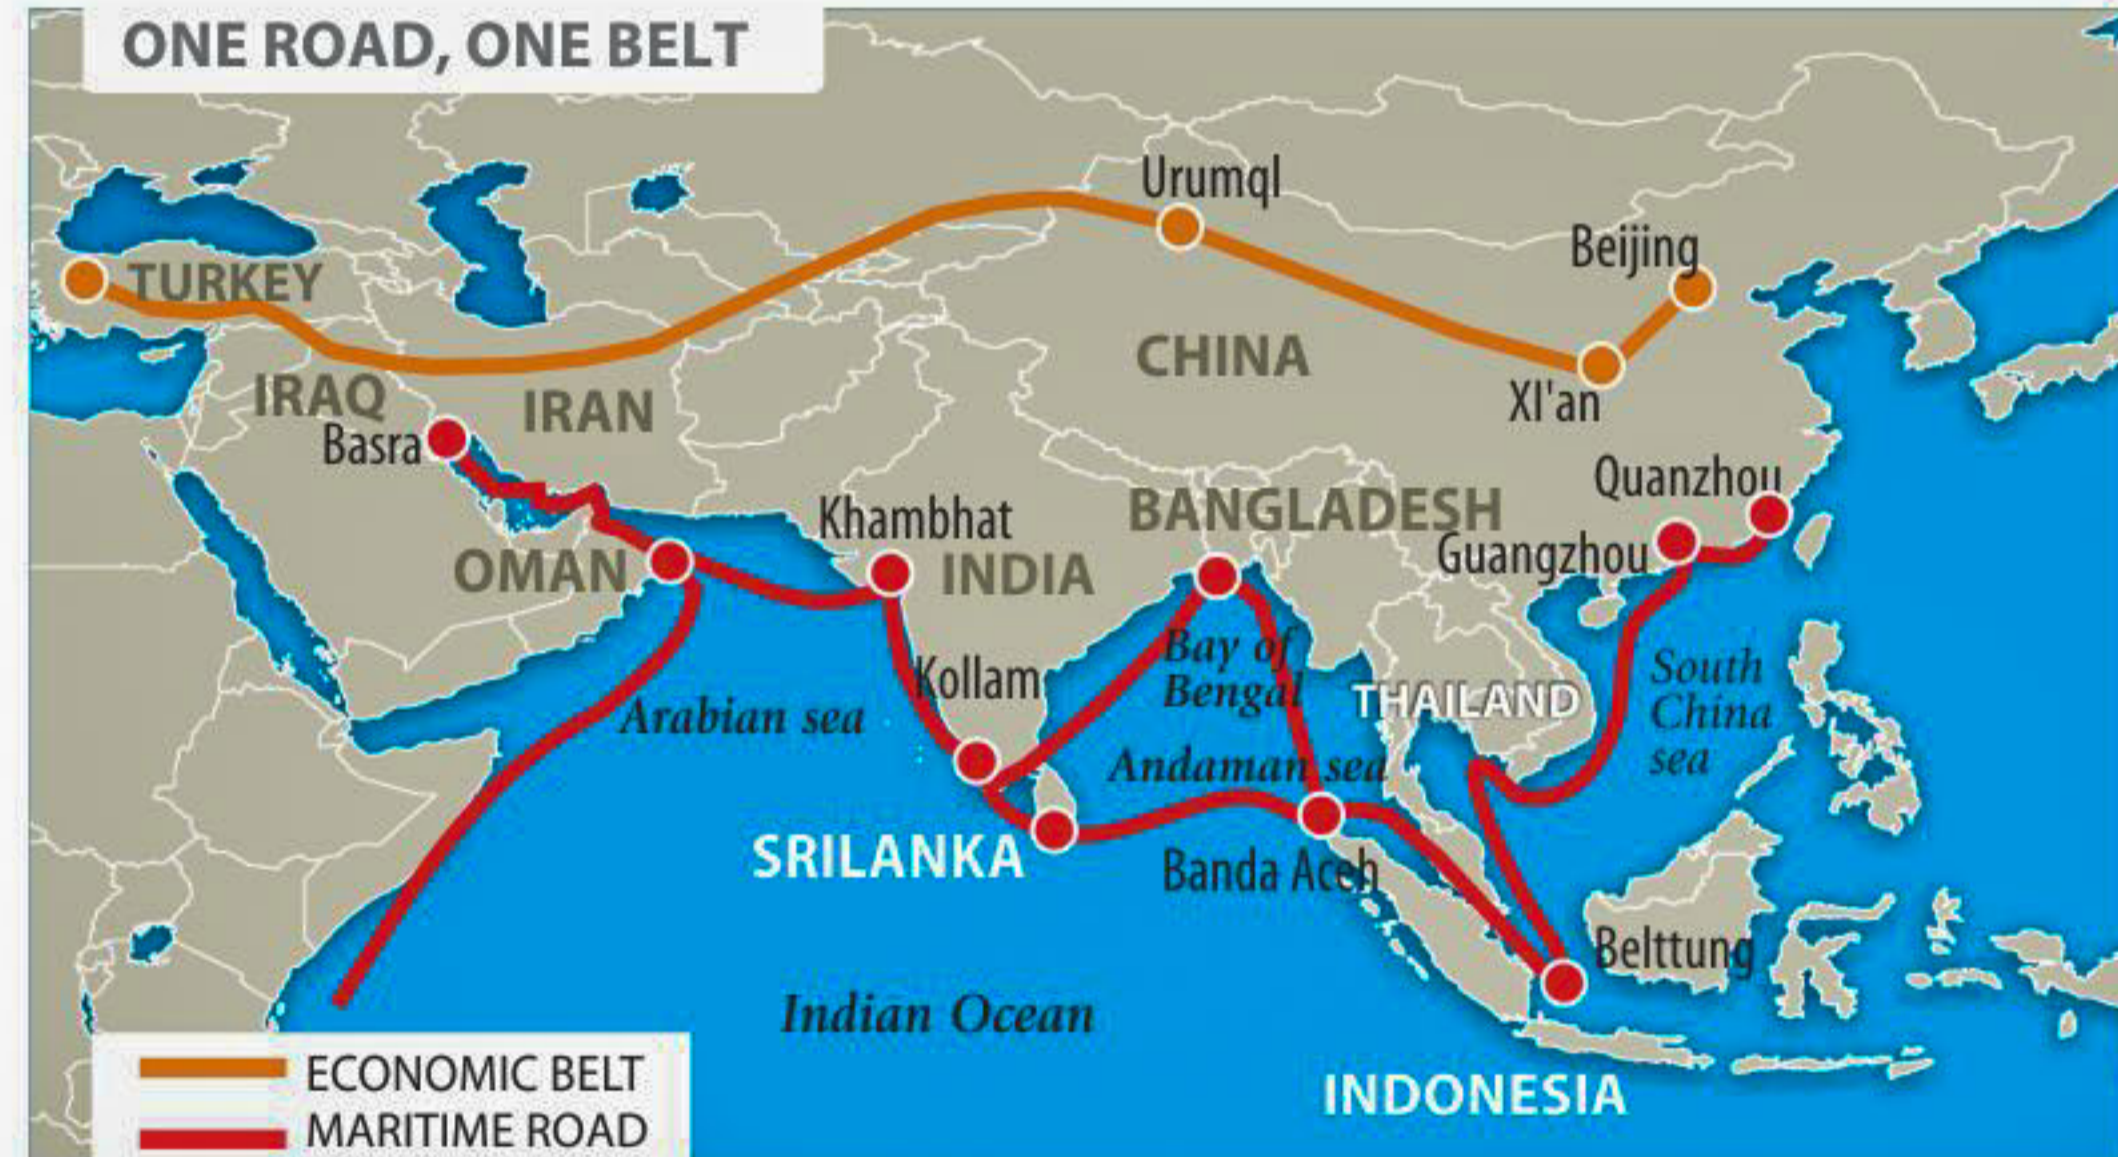 ONE ROAD, ONE BELT
Urumql
Beijing
TURKEY
CHINA
IRAQ
IRAN
XI'an
Basra
Quanzhou
Khambhat
BANGLADESH
Guangzhou
OMAN
INDIA
Bay of
Bengal
Kollam
South
China
sea
THAILAND
Arabian sea
Andaman sea
SRILANKA
Banda Aceh
Belttung
Indian Ocean
INDONESIA
ECONOMIC BELT
MARITIME ROAD